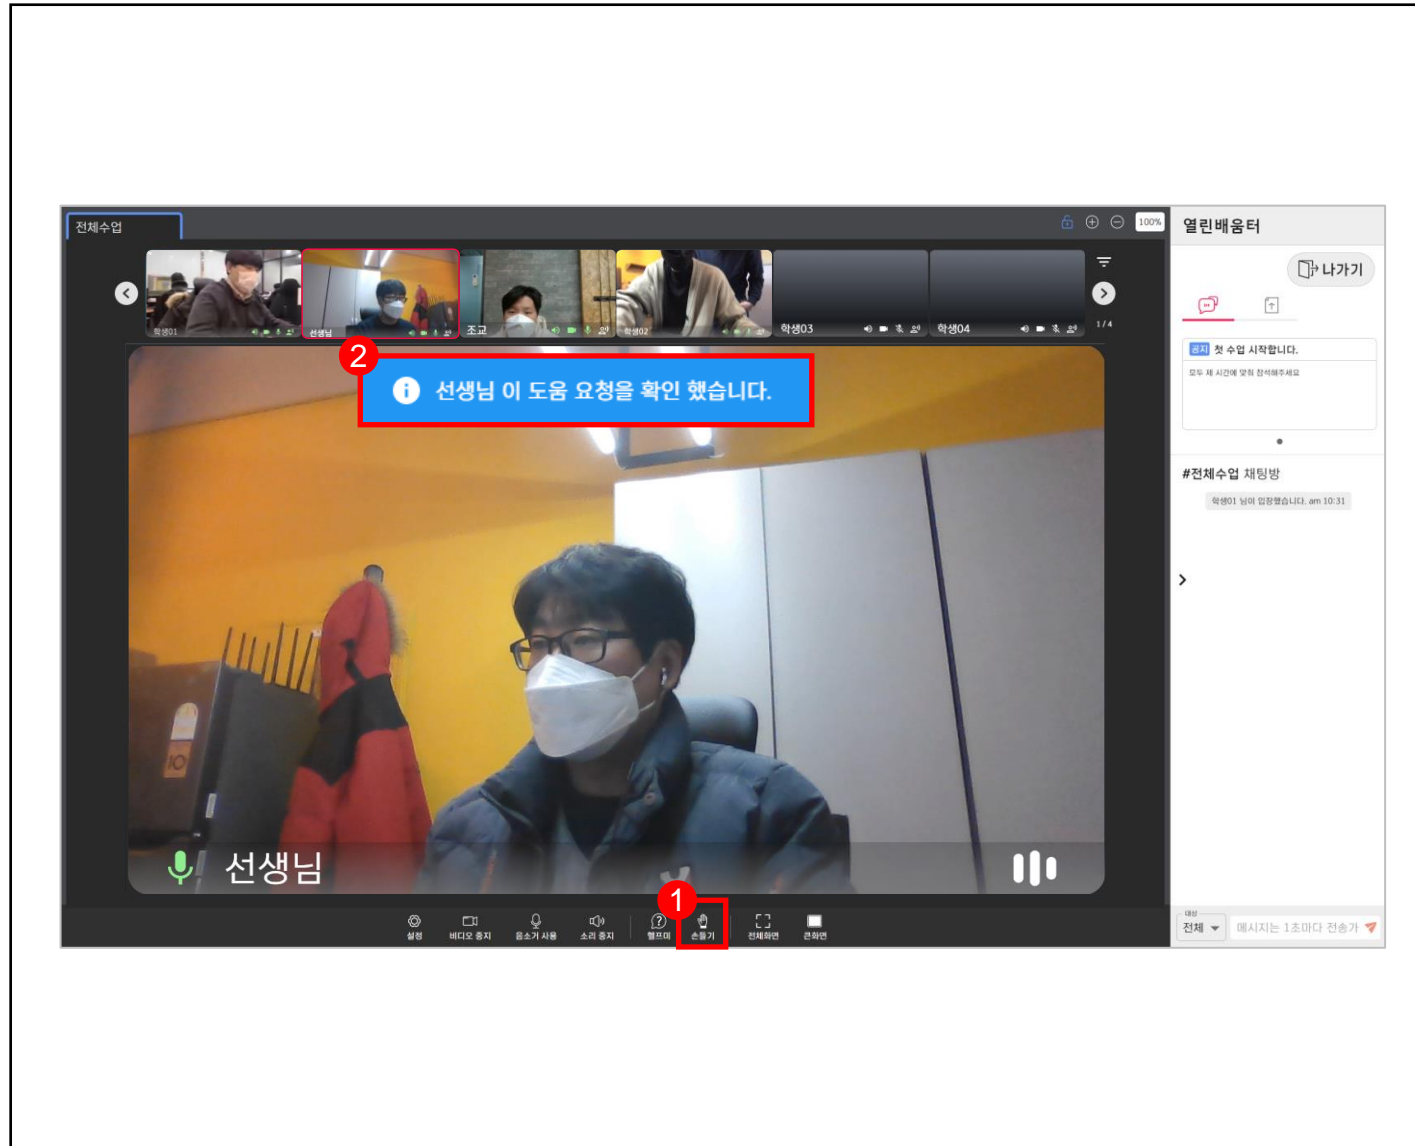 전체수업
100%
열린배움터
나가기
학생01
선생님
조교
학생02
학생03
학생04
1/4
2
선생님 이 도움 요청을 확인 했습니다.
공지 첫 수업 시작합니다.
모두 제 시간에 맞춰 참석해주세요
#전체수업 채팅방
학생01 님이 입장했습니다. am 10:31
10
선생님
1
설정
비디오 중지
음소거 사용
소리 중지
헬프미
손들기
전체화면
큰화면
대상
전체
메시지는 1초마다 전송가